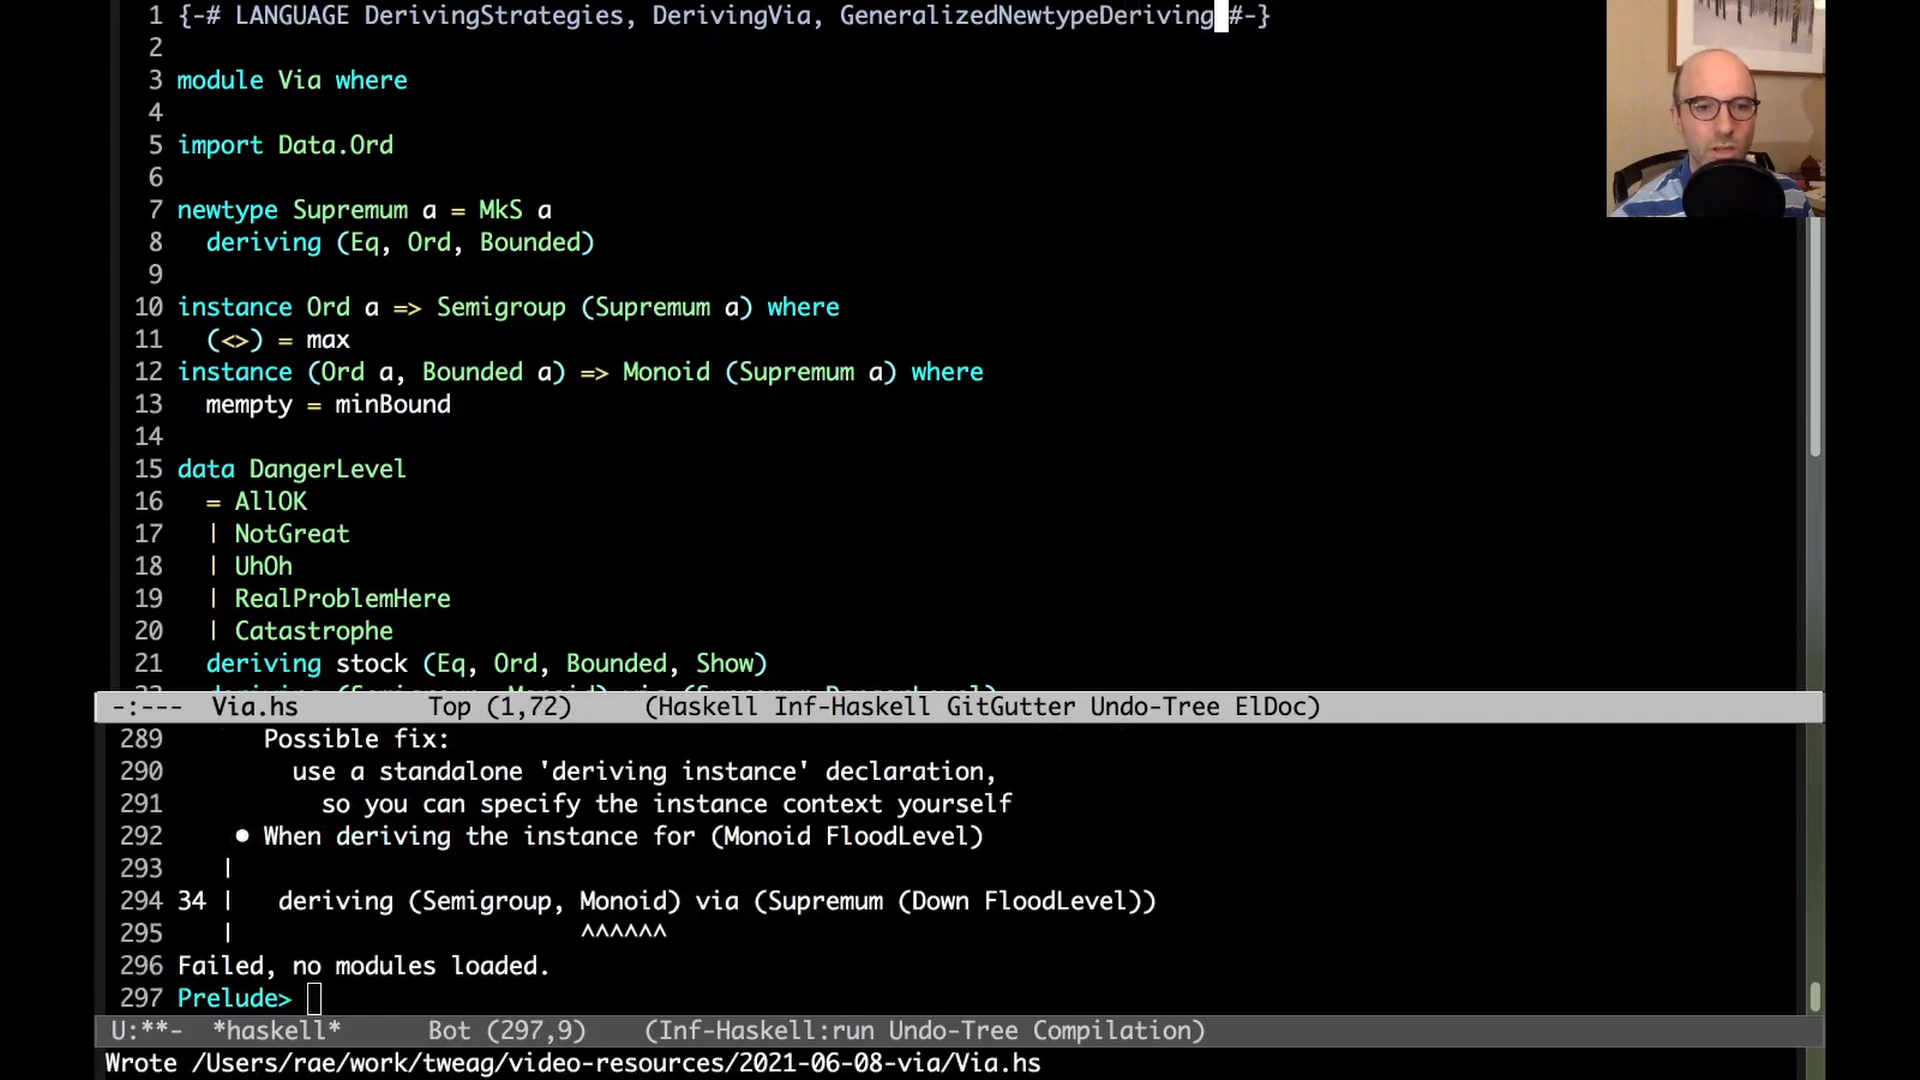 1 {-# LANGUAGE DerivingStrategies, DerivingVia, GeneralizedNewtypeDeriving #-}
2
3 module Via where
4
5 import Data.Ord
6
7 newtype Supremum a = MkS a
8 deriving (Eq, Ord, Bounded)
9
10 instance Ord a => Semigroup (Supremum a) where
11 (<>) = max
12 instance (Ord a, Bounded a) => Monoid (Supremum a) where
13 mempty = minBound
14
15 data DangerLevel
16 = AllOK
17 | NotGreat
18 | UhOh
19 | RealProblemHere
20 | Catastrophe
21 deriving stock (Eq, Ord, Bounded, Show)
22 deriving (Semigroup, Monoid) via (Supremum DangerLevel)
-:--- Via.hs Top (1,72) (Haskell Inf-Haskell GitGutter Undo-Tree ElDoc)
289 Possible fix:
290 use a standalone 'deriving instance' declaration,
291 so you can specify the instance context yourself
292 • When deriving the instance for (Monoid FloodLevel)
293 |
294 34 | deriving (Semigroup, Monoid) via (Supremum (Down FloodLevel))
295 | ^^^^^^
296 Failed, no modules loaded.
297 Prelude>
U:**- *haskell* Bot (297,9) (Inf-Haskell:run Undo-Tree Compilation)
Wrote /Users/rae/work/tweag/video-resources/2021-06-08-via/Via.hs